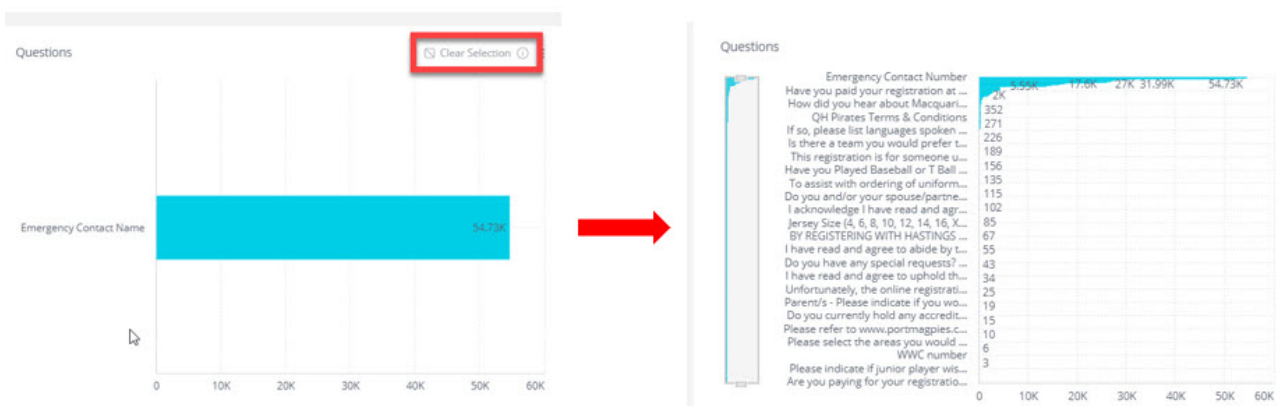 Questions
Clear Selection
Emergency Contact Name
54.73K
0 10K 20K 30K 40K 50K 60K
Questions
Emergency Contact Number
Have you paid your registration at ...
How did you hear about Macquari...
QH Pirates Terms & Conditions
If so, please list languages spoken ...
Is there a team you would prefer t...
This registration is for someone u...
Have you Played Baseball or T Ball ...
To assist with ordering of uniform...
Do you and/or your spouse/partne...
I acknowledge I have read and agr...
Jersey Size (4, 6, 8, 10, 12, 14, 16, X...
BY REGISTERING WITH HASTINGS ...
I have read and agree to abide by t...
Do you have any special requests? ...
I have read and agree to uphold th...
Unfortunately, the online registrati...
Parent/s - Please indicate if you wo...
Do you currently hold any accredit...
Please refer to www.portmagpies.c...
Please select the areas you would ...
WWC number
Please indicate if junior player wis...
Are you paying for your registratio...
5.55K 17.6K 27K 31.99K 54.73K
2K
352
271
226
189
156
135
115
102
85
67
55
43
34
25
19
15
10
6
3
0 10K 20K 30K 40K 50K 60K